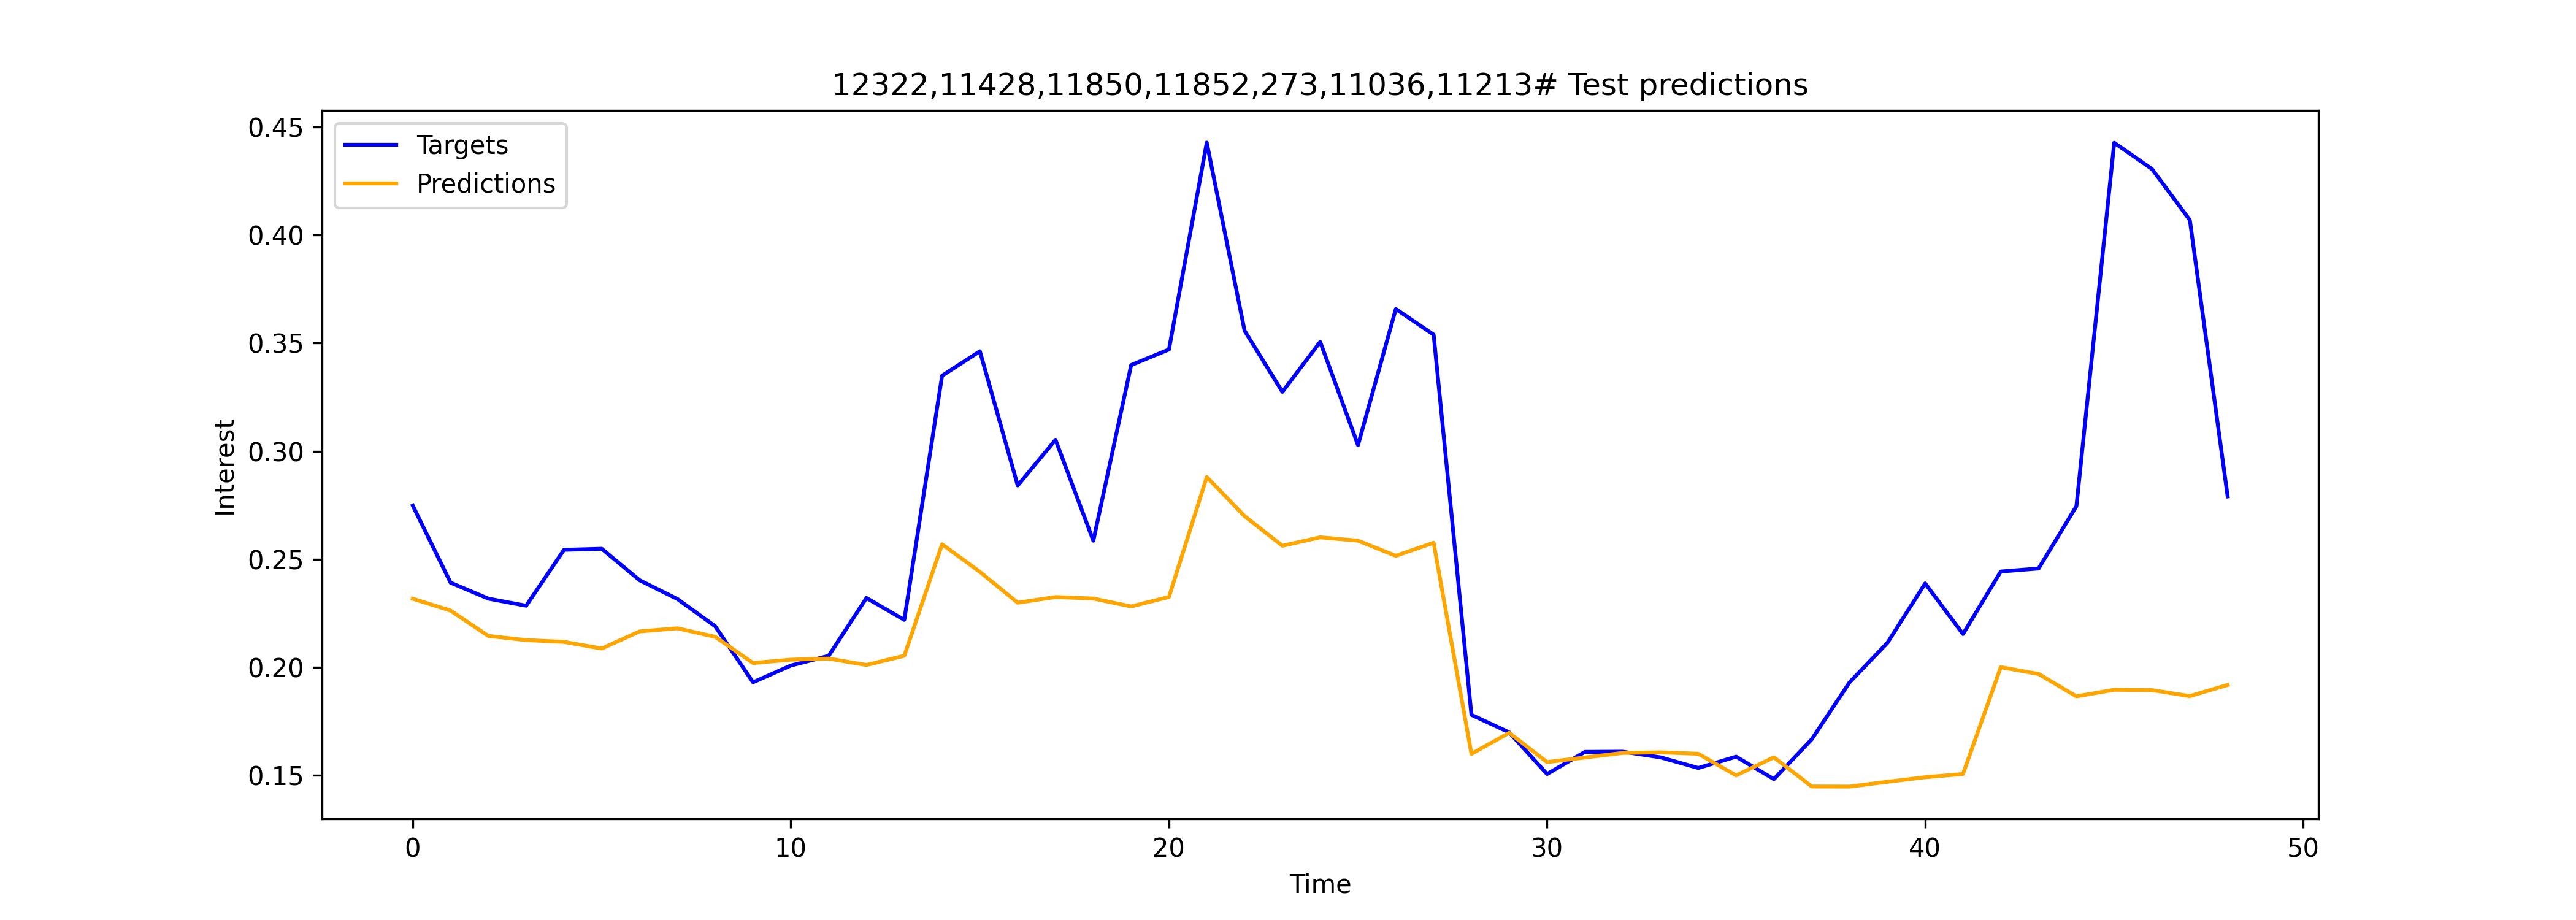 12322,11428,11850,11852,273,11036,11213# Test predictions
Targets
Predictions
0.45
0.40
0.35
0.30
0.25
0.20
0.15
Interest
0 10 20 30 40 50
Time